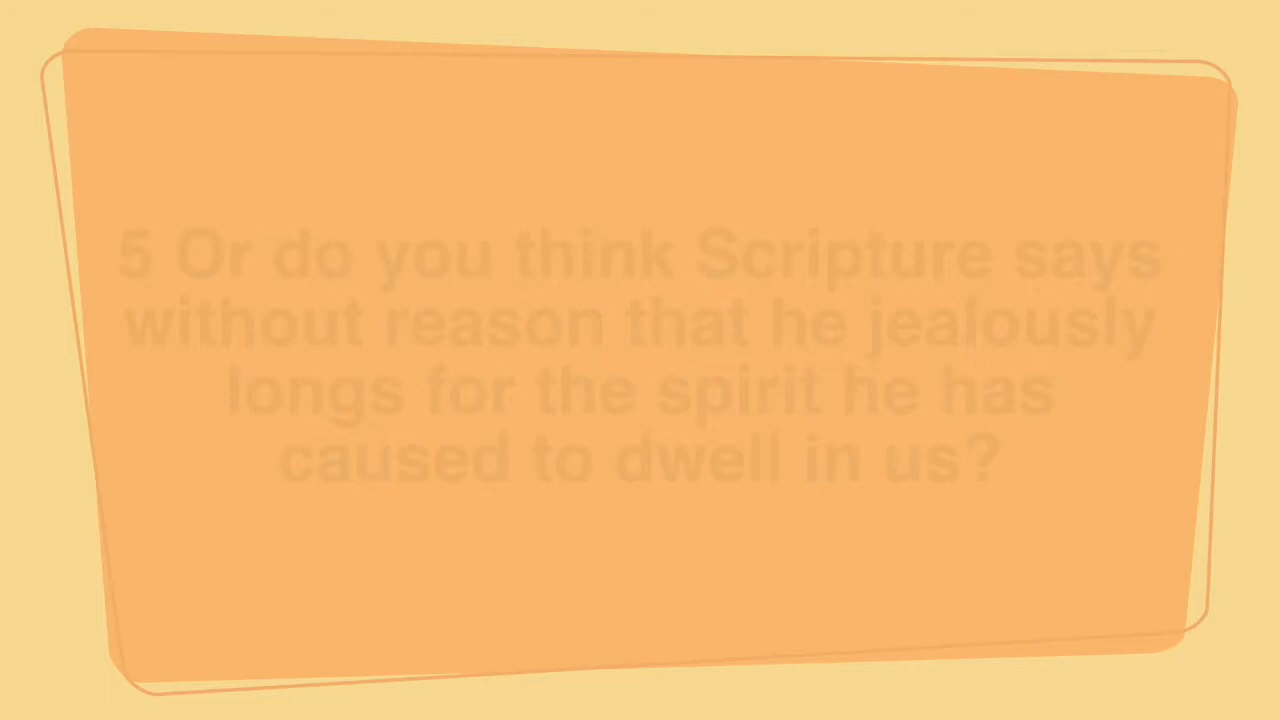 5 Or do you think Scripture says
without reason that he jealously
longs for the spirit he has
caused to dwell in us?